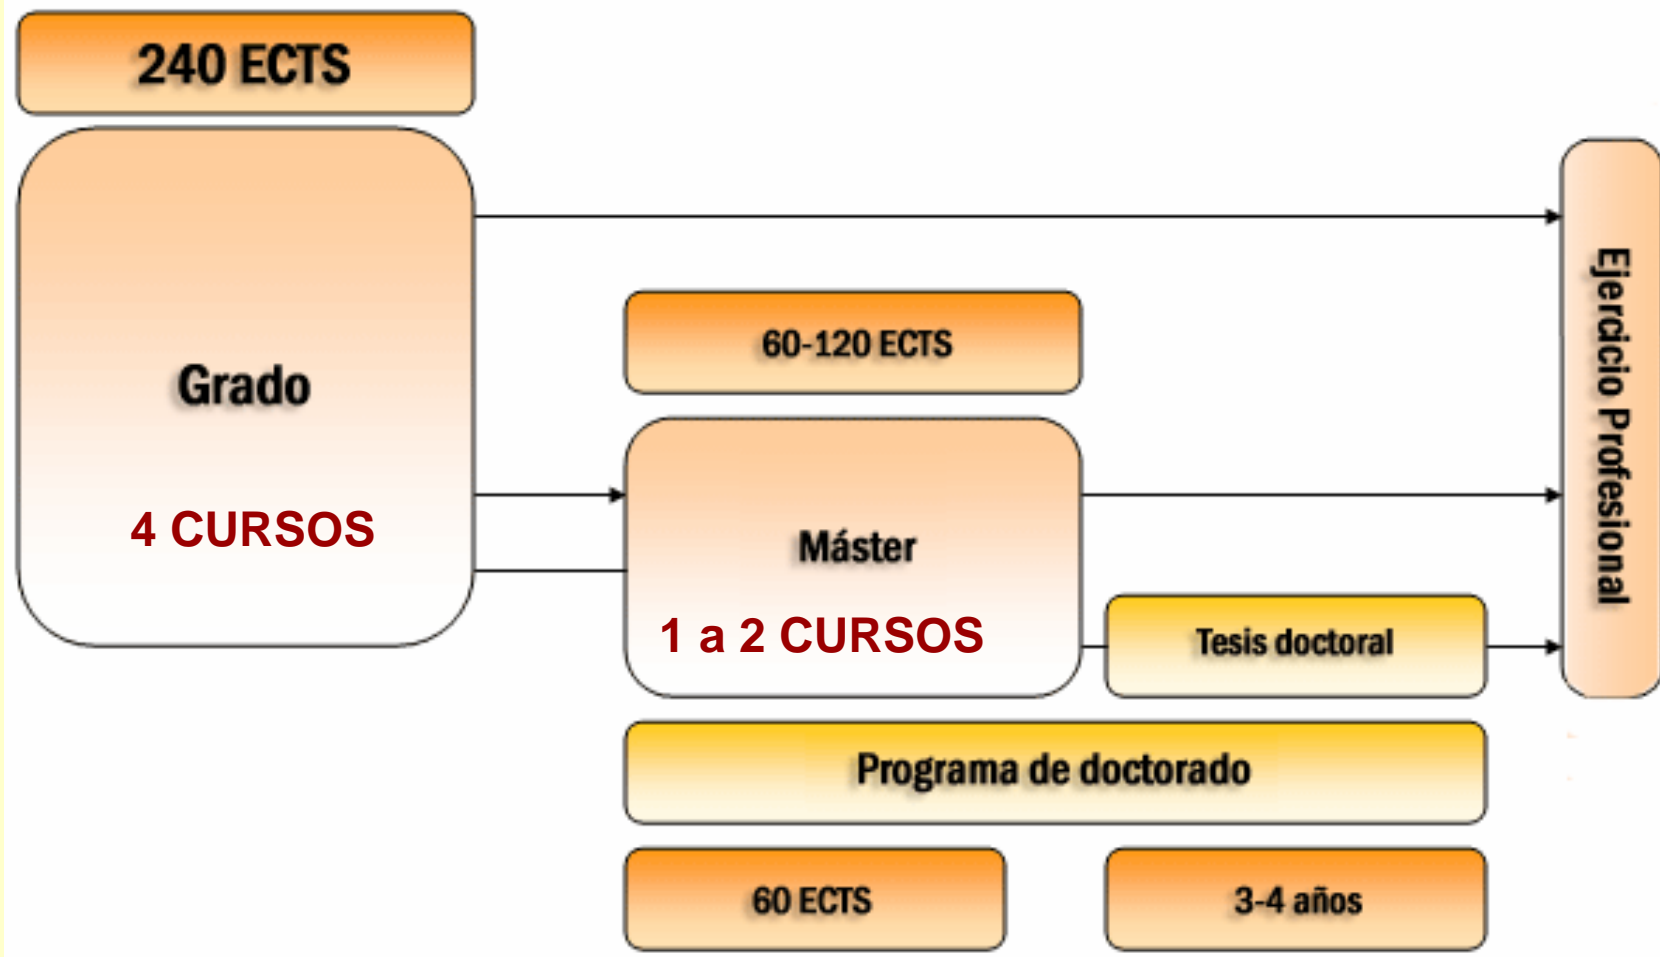 240 ECTS
Grado
4 CURSOS
60-120 ECTS
Máster
1 a 2 CURSOS
Tesis doctoral
Ejercicio Profesional
Programa de doctorado
60 ECTS
3-4 años